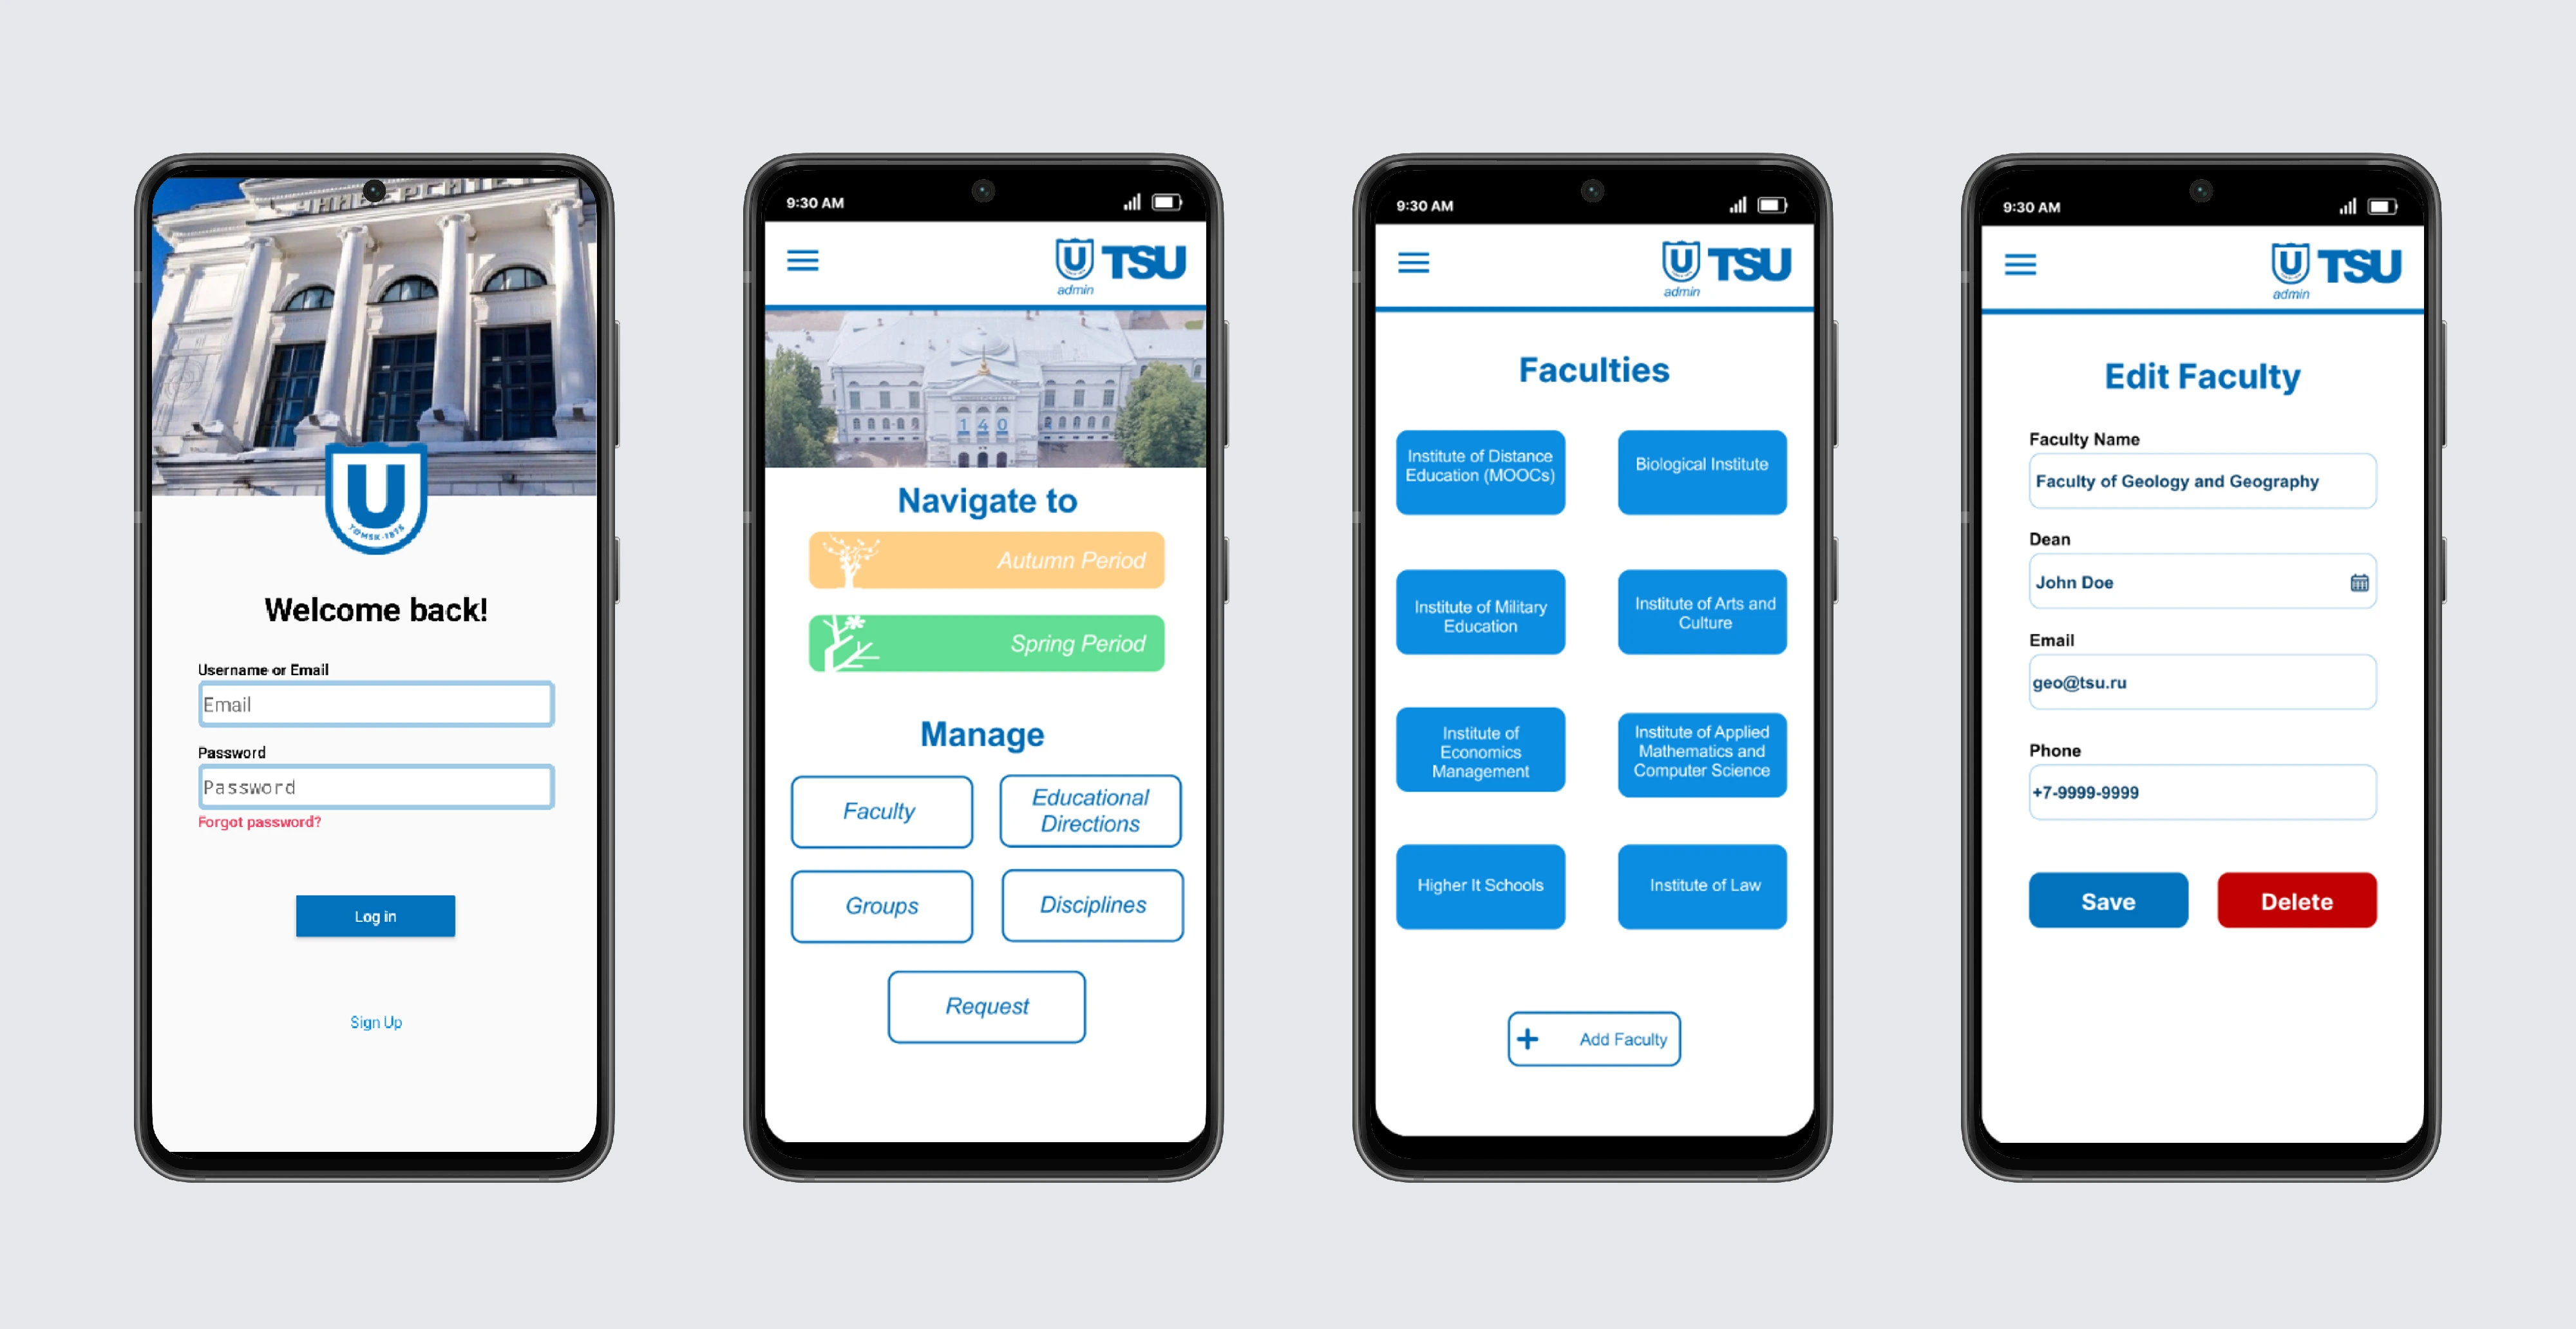 U
TOMSK-1878
Welcome back!
Username or Email
Email
Password
Password
Forgot password?
Log in
Sign Up
9:30 AM
U TSU
admin
140
Navigate to
Autumn Period
Spring Period
Manage
Faculty
Educational
Directions
Groups
Disciplines
Request
9:30 AM
U TSU
admin
Faculties
Institute of Distance
Education (MOOCs)
Biological Institute
Institute of Military
Education
Institute of Arts and
Culture
Institute of
Economics
Management
Institute of Applied
Mathematics and
Computer Science
Higher It Schools
Institute of Law
+ Add Faculty
9:30 AM
U TSU
admin
Edit Faculty
Faculty Name
Faculty of Geology and Geography
Dean
John Doe
Email
geo@tsu.ru
Phone
+7-9999-9999
Save
Delete